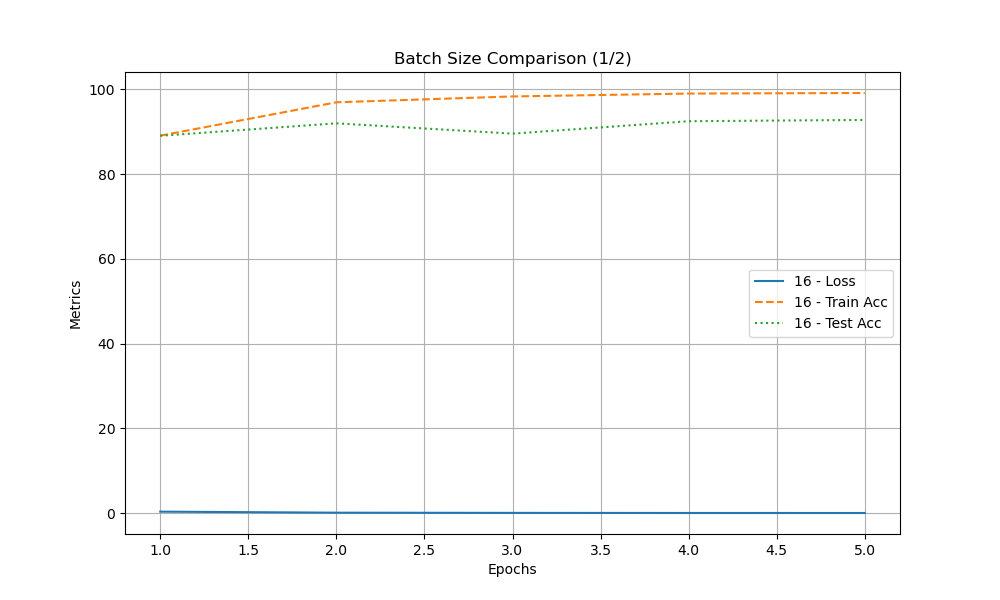 Batch Size Comparison (1/2)
100
80
60
40
20
0
Metrics
16 - Loss
16 - Train Acc
16 - Test Acc
1.0 1.5 2.0 2.5 3.0 3.5 4.0 4.5 5.0
Epochs